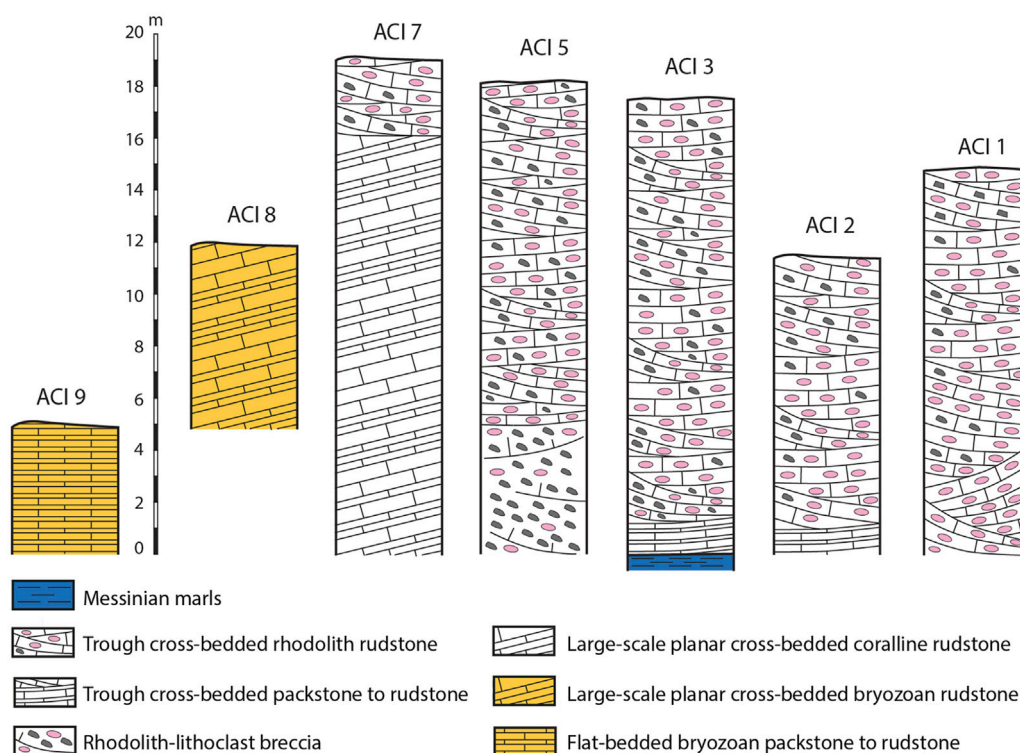 20 m
18
16
14
12
10
8
6
4
2
0
ACI 9
ACI 8
ACI 7
ACI 5
ACI 3
ACI 2
ACI 1
Messinian marls
Trough cross-bedded rhodolith rudstone
Trough cross-bedded packstone to rudstone
Rhodolith-lithoclast breccia
Large-scale planar cross-bedded coralline rudstone
Large-scale planar cross-bedded bryozoan rudstone
Flat-bedded bryozoan packstone to rudstone